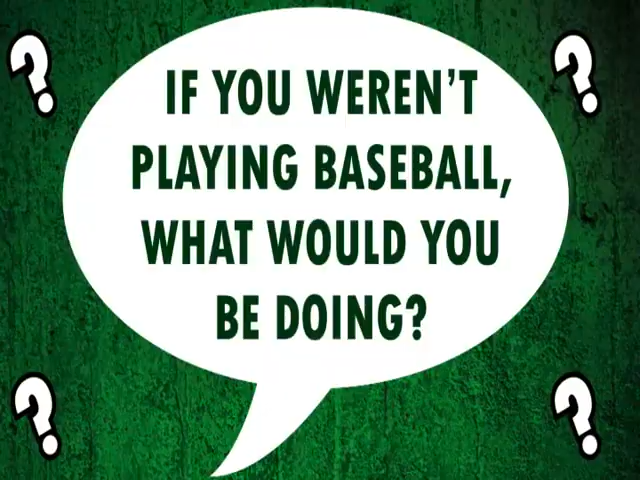 IF YOU WEREN'T
PLAYING BASEBALL,
WHAT WOULD YOU
BE DOING?